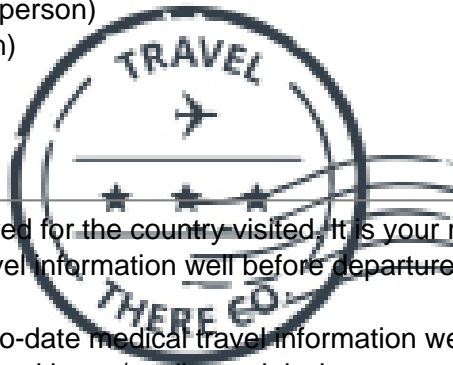 person)
)
TRAVEL
ed for the country visited. It is your
vel information well before departure
THERE CO.
o-date medical travel information we